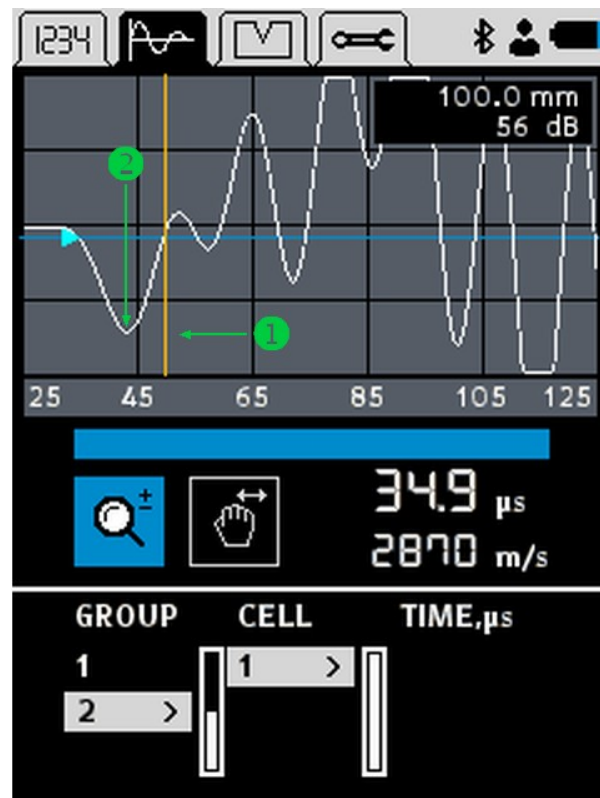 1234
100.0 mm
56 dB
2
1
25 45 65 85 105 125
±
34.9 µs
2870 m/s
GROUP CELL TIME,µs
1 1 >
2 >